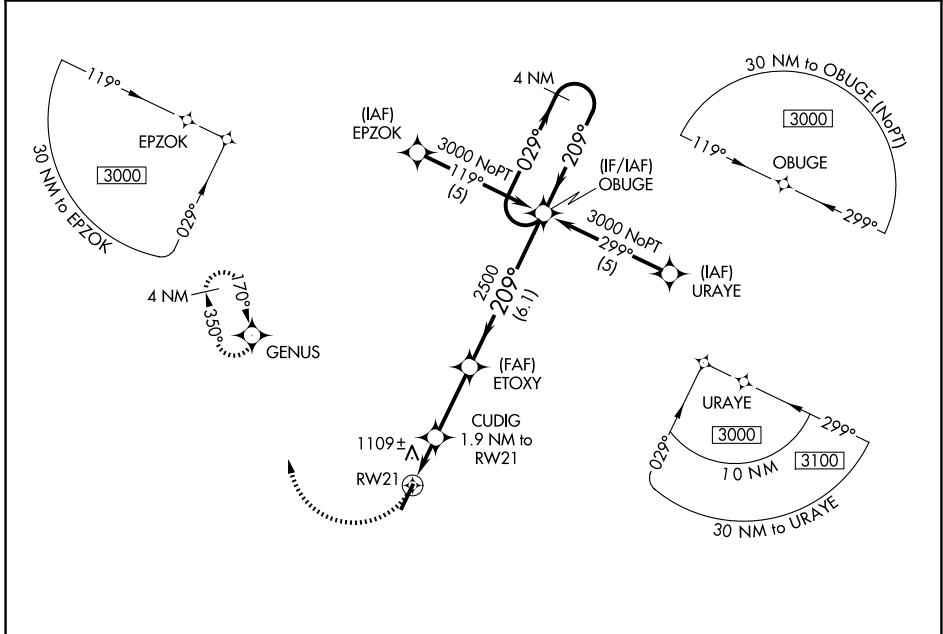 119°
EPZOK
3000
029°
30 NM to EPZOK
4 NM
(IAF)
EPZOK
3000 NoPT
119°
(5)
029°
209°
(IF/IAF)
OBUGE
3000 NoPT
299°
(5)
(IAF)
URAYE
30 NM to OBUGE (NoPT)
3000
119°
OBUGE
299°
4 NM
170°
350°
GENUS
2500
209°
(6.1)
(FAF)
ETOXY
CUDIG
1.9 NM to
RW21
1109±
RW21
URAYE
299°
029°
3000
10 NM
3100
30 NM to URAYE